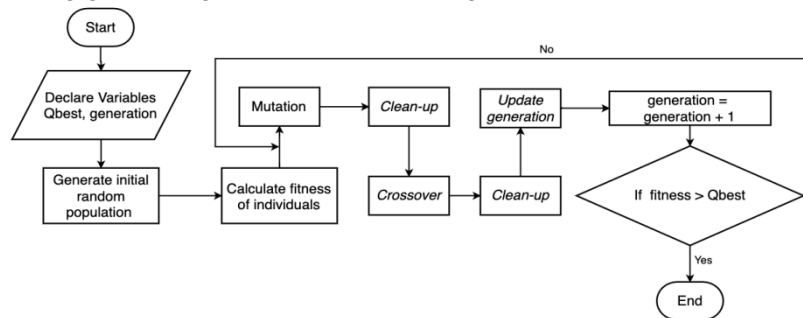 Start
Declare Variables
Qbest, generation
Generate initial
random
population
Calculate fitness
of individuals
Mutation
Clean-up
Crossover
Clean-up
Update
generation
generation =
generation + 1
If fitness > Qbest
No
Yes
End